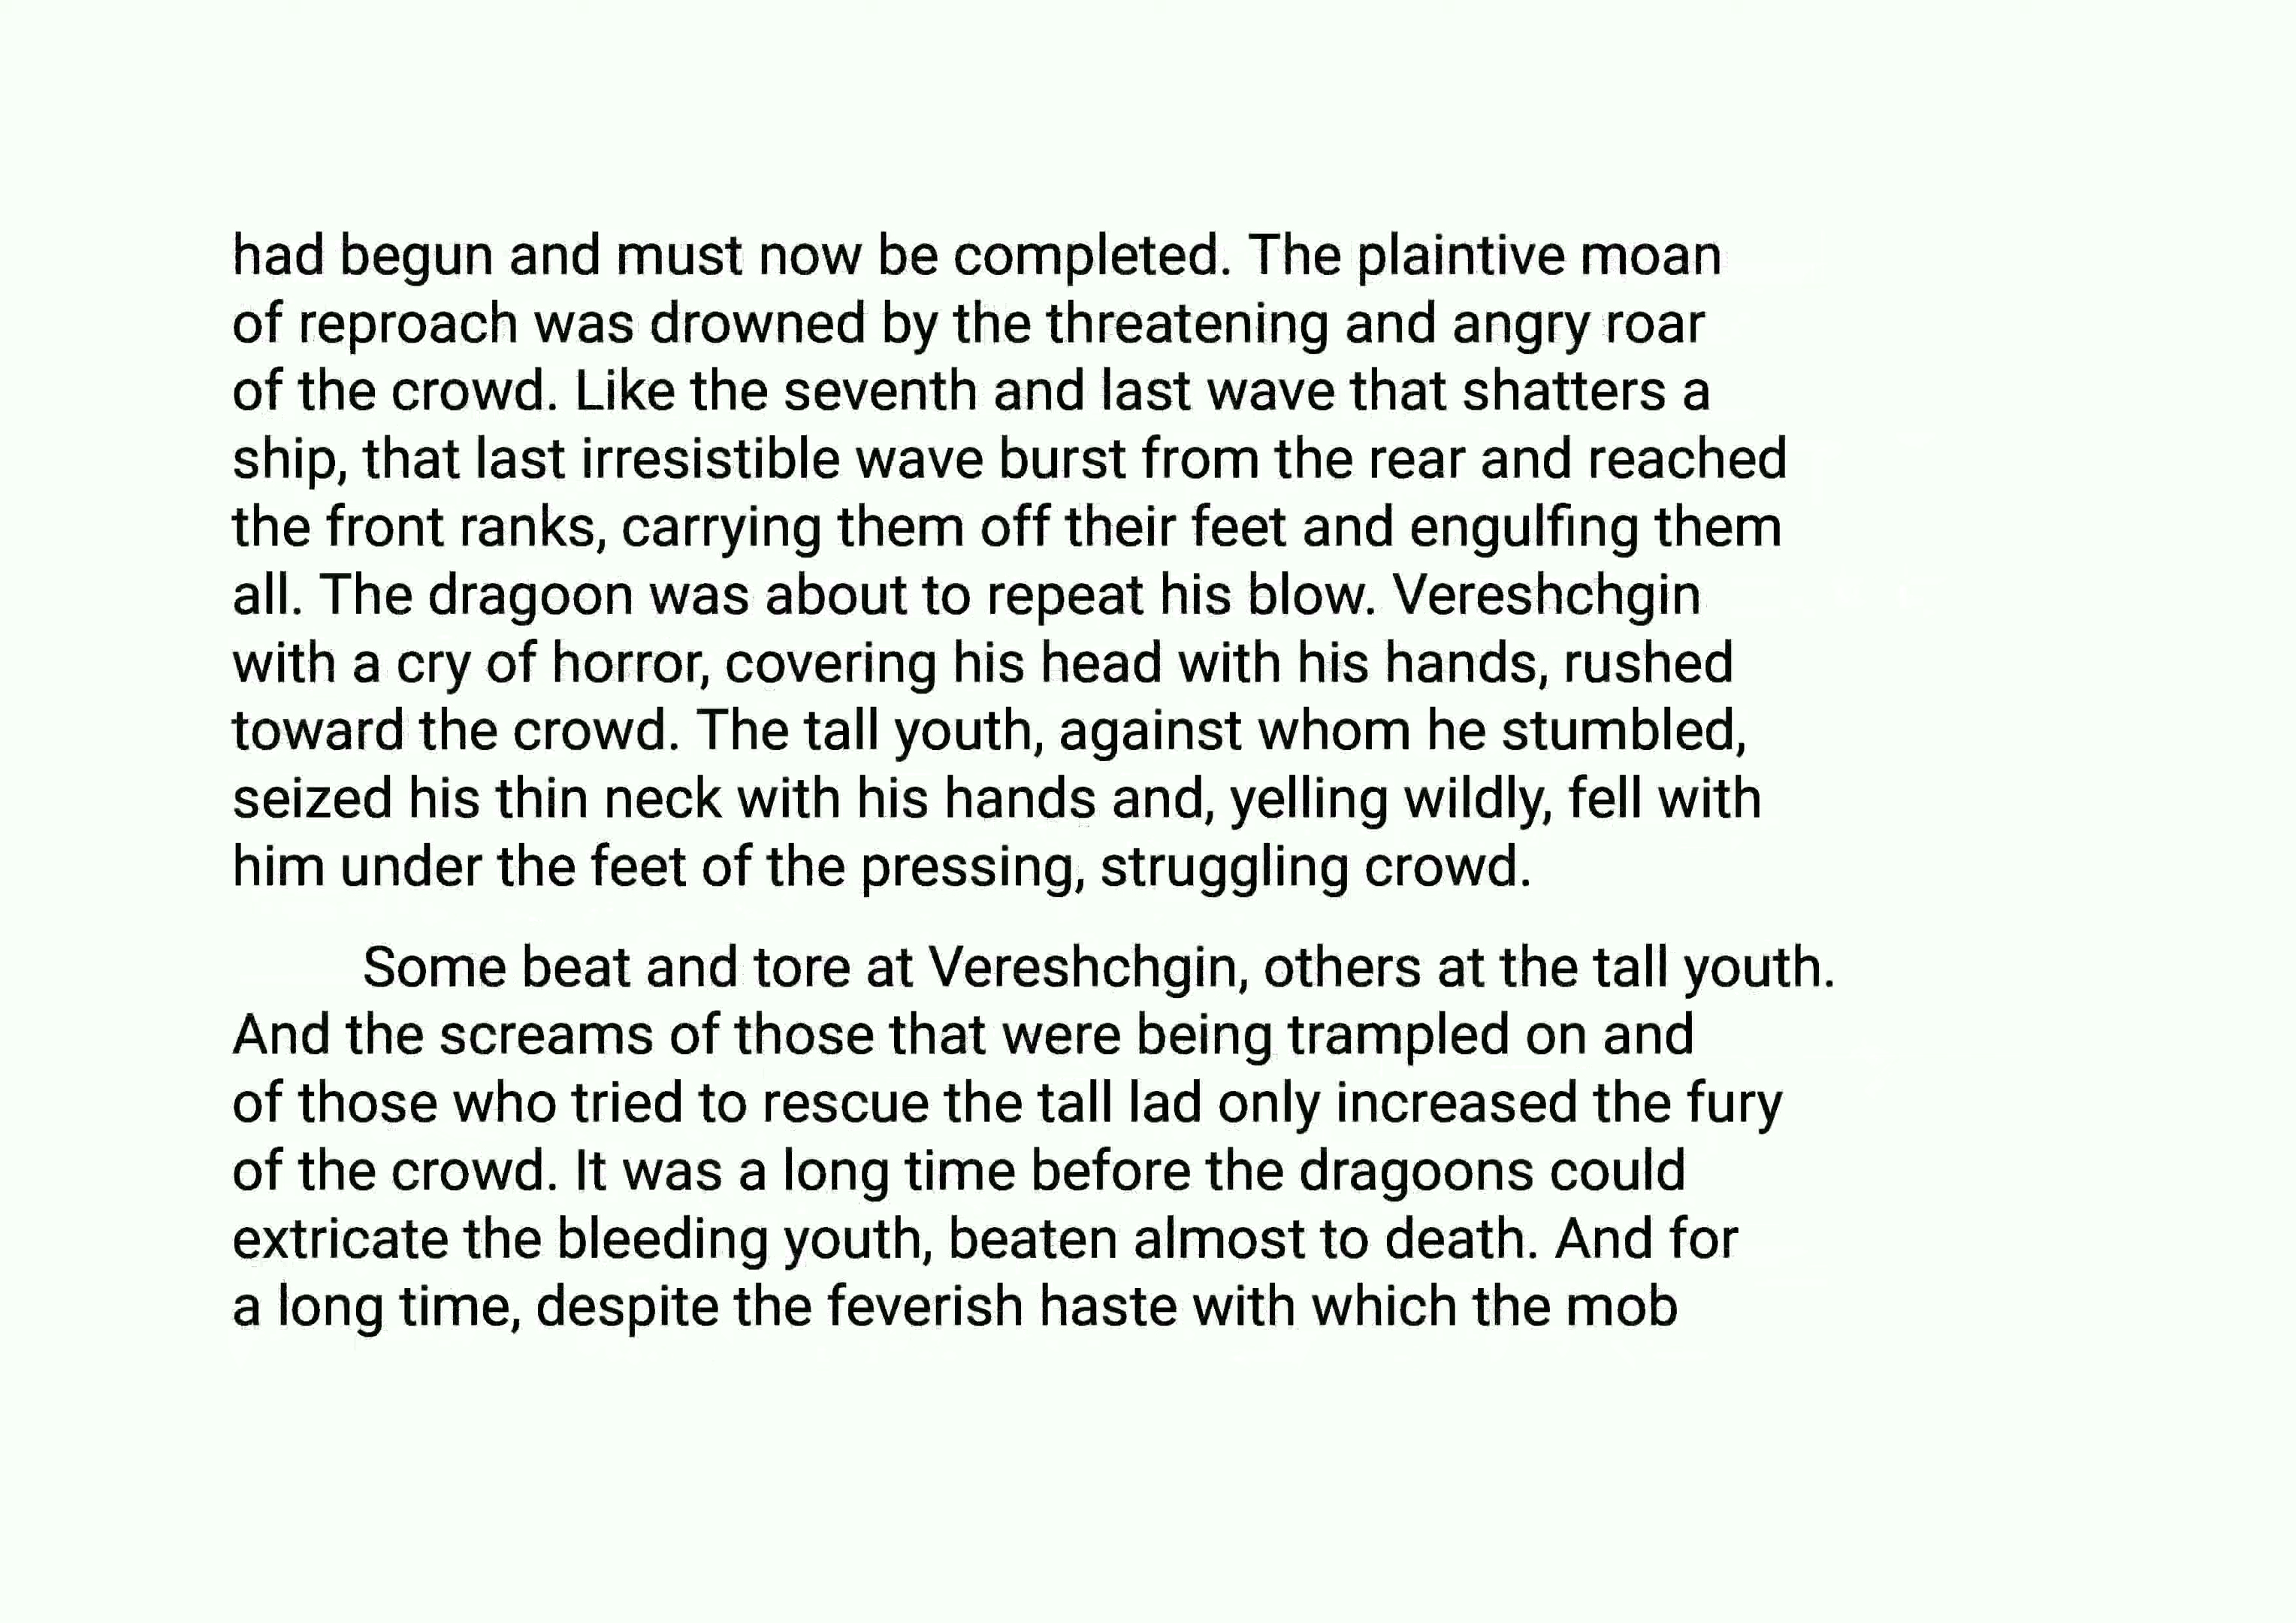 had begun and must now be completed. The plaintive moan
of reproach was drowned by the threatening and angry roar
of the crowd. Like the seventh and last wave that shatters a
ship, that last irresistible wave burst from the rear and reached
the front ranks, carrying them off their feet and engulfing them
all. The dragoon was about to repeat his blow. Vereshchgin
with a cry of horror, covering his head with his hands, rushed
toward the crowd. The tall youth, against whom he stumbled,
seized his thin neck with his hands and, yelling wildly, fell with
him under the feet of the pressing, struggling crowd.
Some beat and tore at Vereshchgin, others at the tall youth.
And the screams of those that were being trampled on and
of those who tried to rescue the tall lad only increased the fury
of the crowd. It was a long time before the dragoons could
extricate the bleeding youth, beaten almost to death. And for
a long time, despite the feverish haste with which the mob